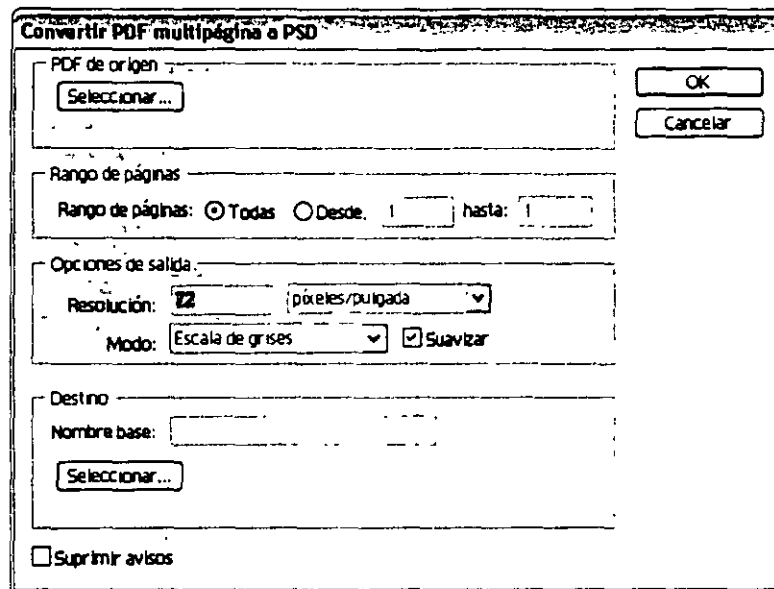 Convertir PDF multipágina a PSD
PDF de origen
Seleccionar...
OK
Cancelar
Rango de páginas
Rango de páginas: Todas Desde. 1 hasta: 1
Opciones de salida
Resolución: 72 píxeles/pulgada
Modo: Escala de grises Suavizar
Destino
Nombre base:
Seleccionar...
Suprimir avisos